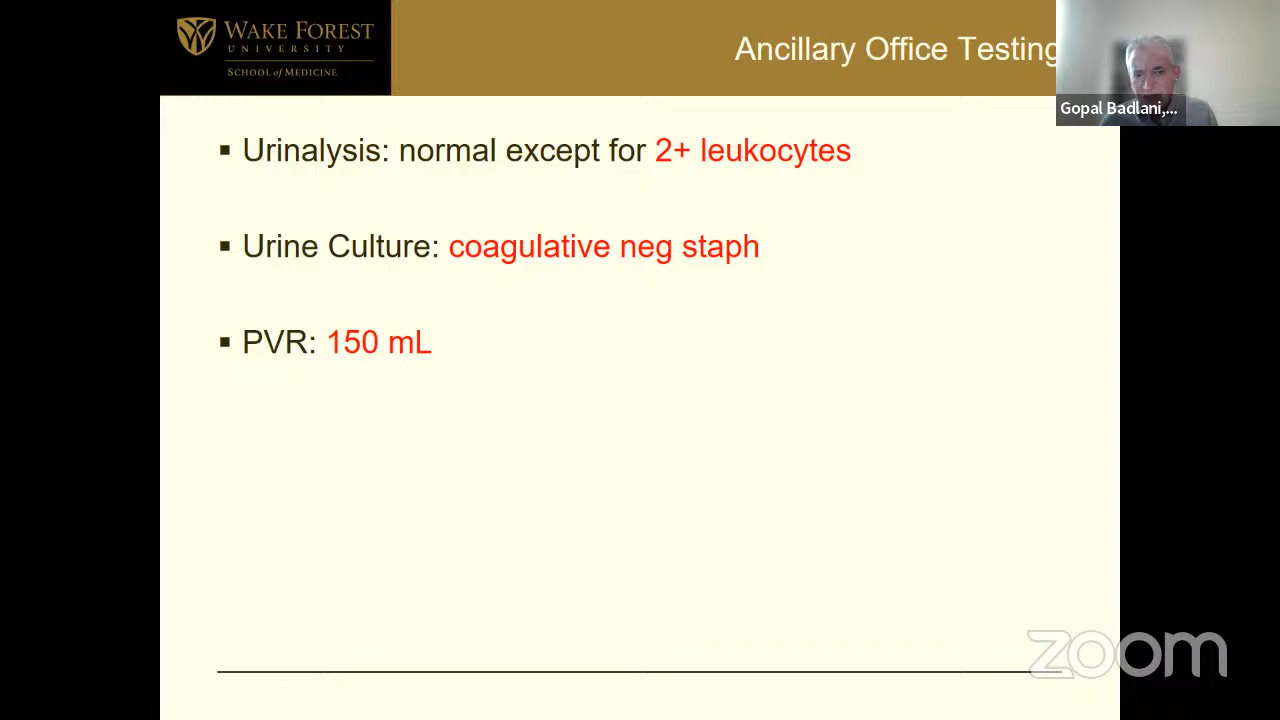 WAKE FOREST
UNIVERSITY
SCHOOL of MEDICINE
Ancillary Office Testing
Gopal Badlani,...
▪ Urinalysis: normal except for 2+ leukocytes
▪ Urine Culture: coagulative neg staph
▪ PVR: 150 mL
zoom